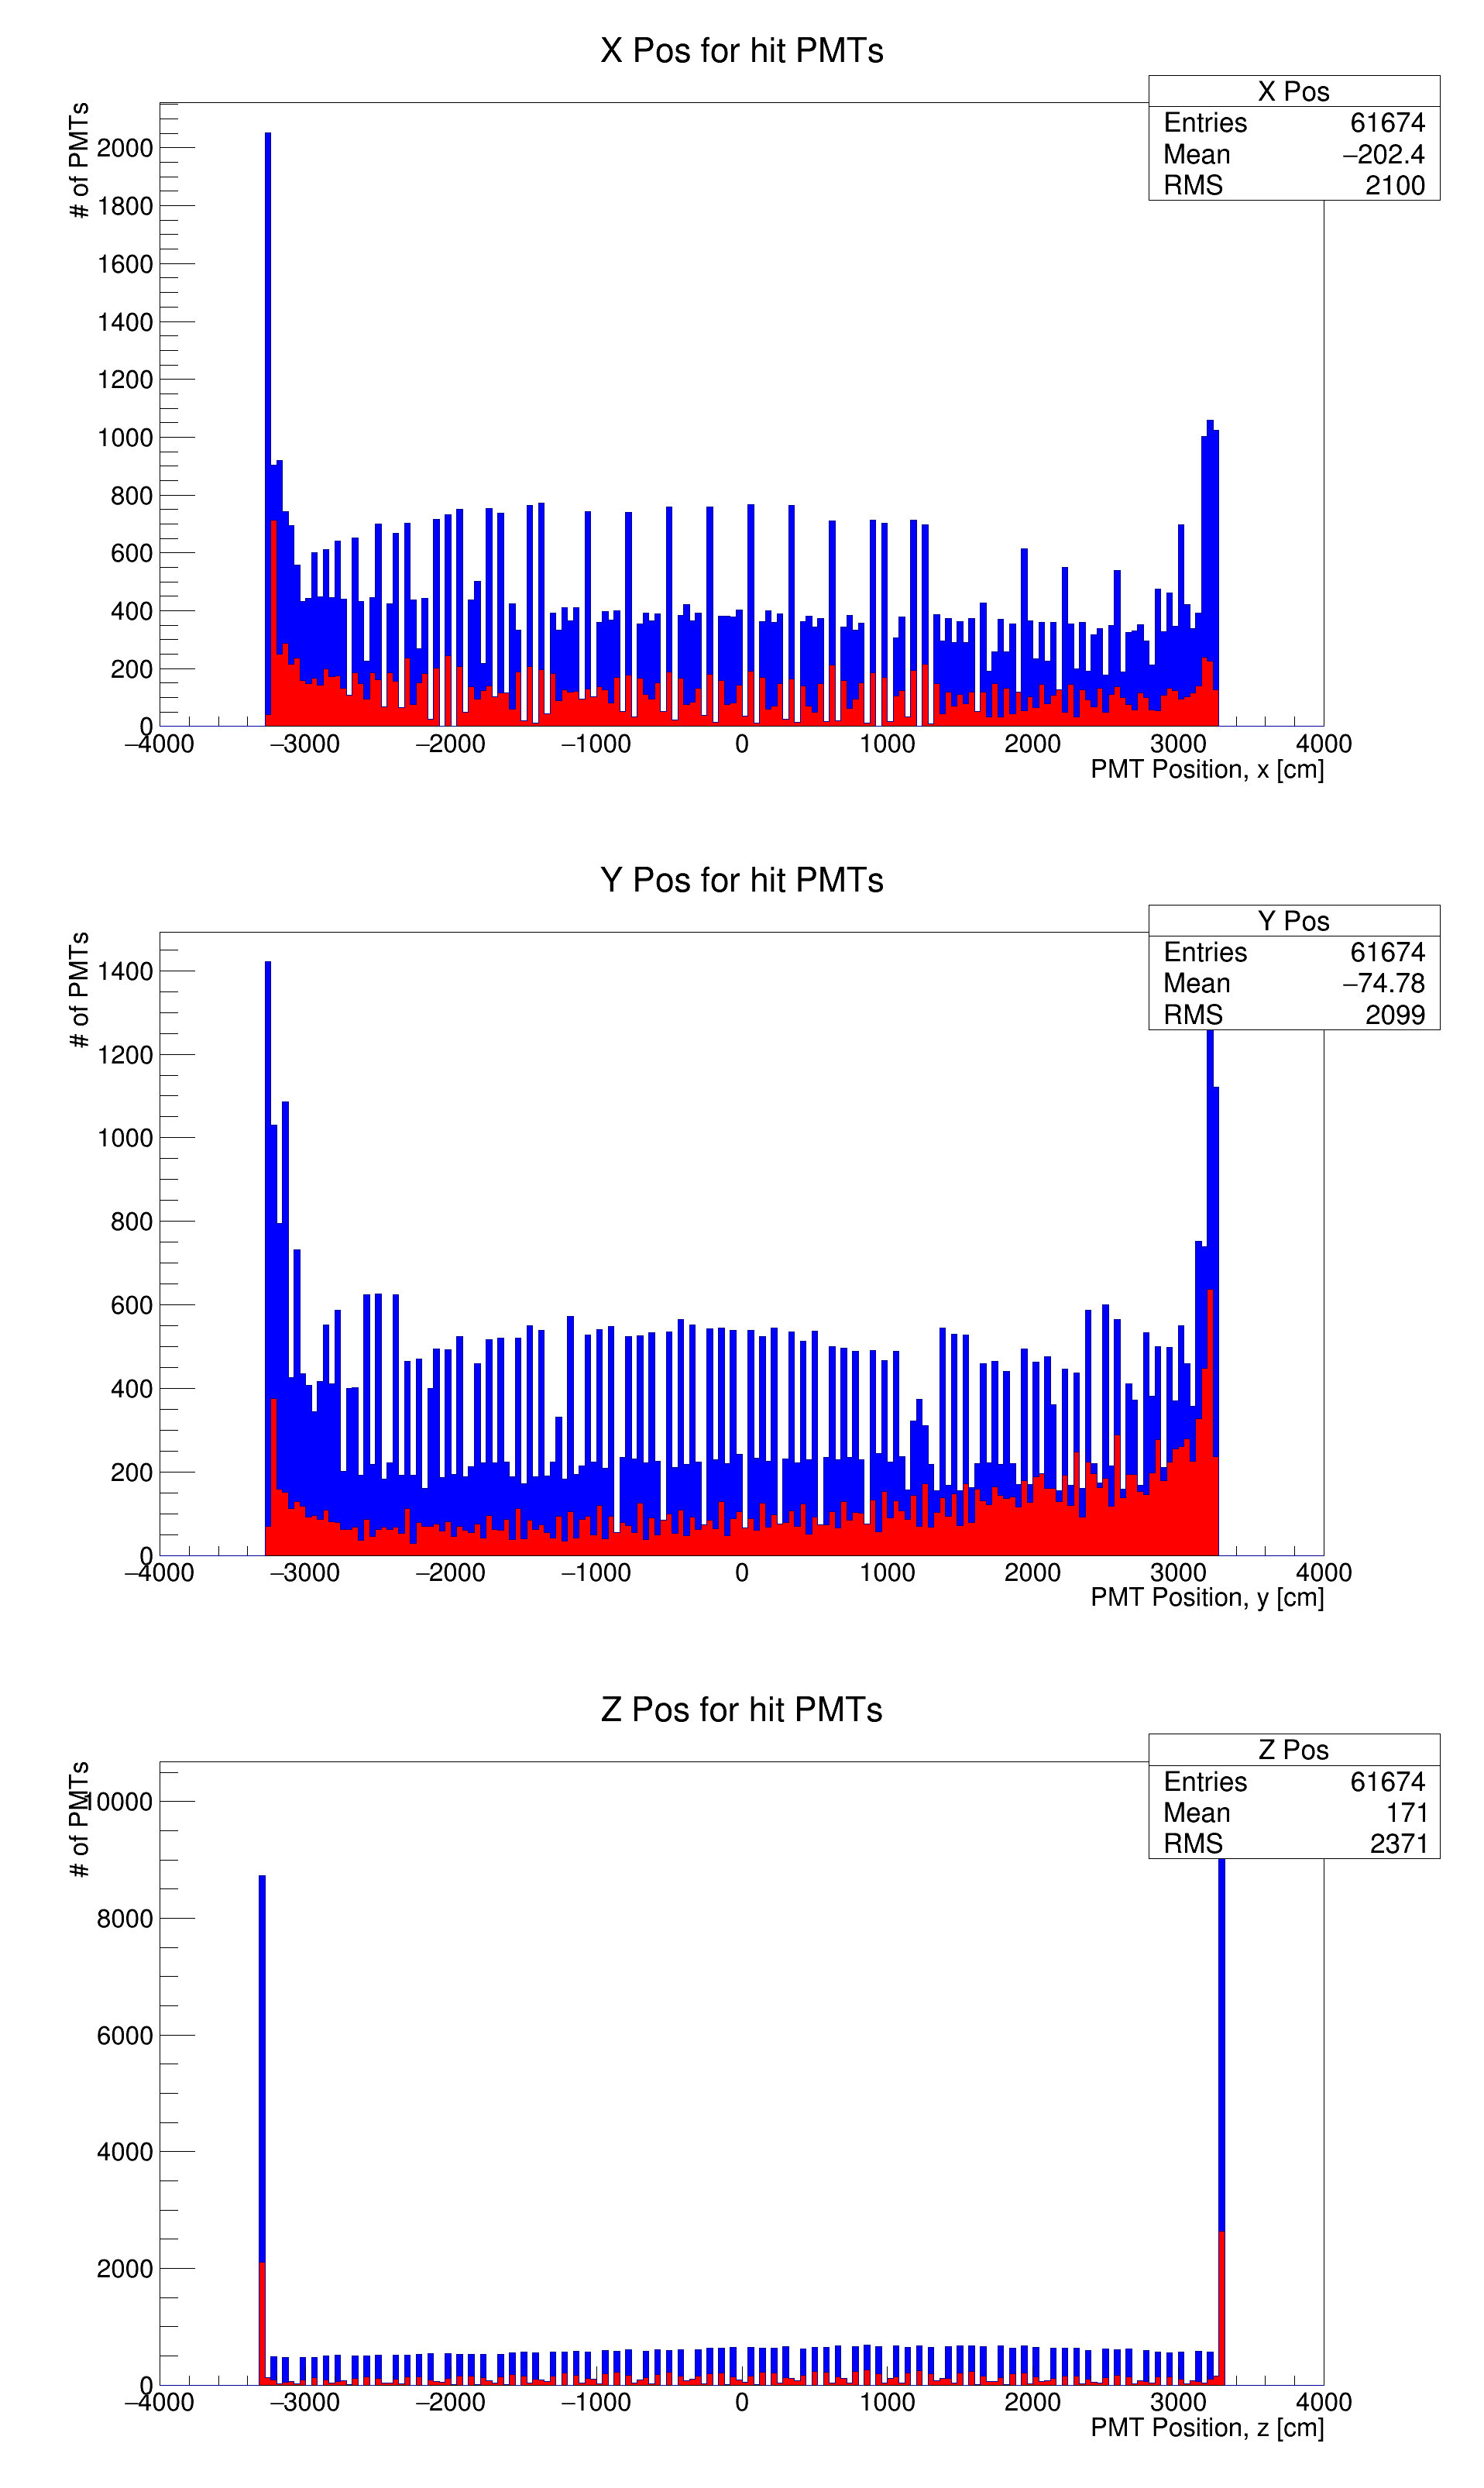 X Pos for hit PMTs
# of PMTs
X Pos
Entries 61674
Mean −202.4
RMS 2100
2000
1800
1600
1400
1200
1000
800
600
400
200
0
−4000 −3000 −2000 −1000 0 1000 2000 3000 4000
PMT Position, x [cm]
Y Pos for hit PMTs
# of PMTs
Y Pos
Entries 61674
Mean −74.78
RMS 2099
1400
1200
1000
800
600
400
200
0
−4000 −3000 −2000 −1000 0 1000 2000 3000 4000
PMT Position, y [cm]
Z Pos for hit PMTs
# of PMTs
Z Pos
Entries 61674
Mean 171
RMS 2371
10000
8000
6000
4000
2000
0
−4000 −3000 −2000 −1000 0 1000 2000 3000 4000
PMT Position, z [cm]